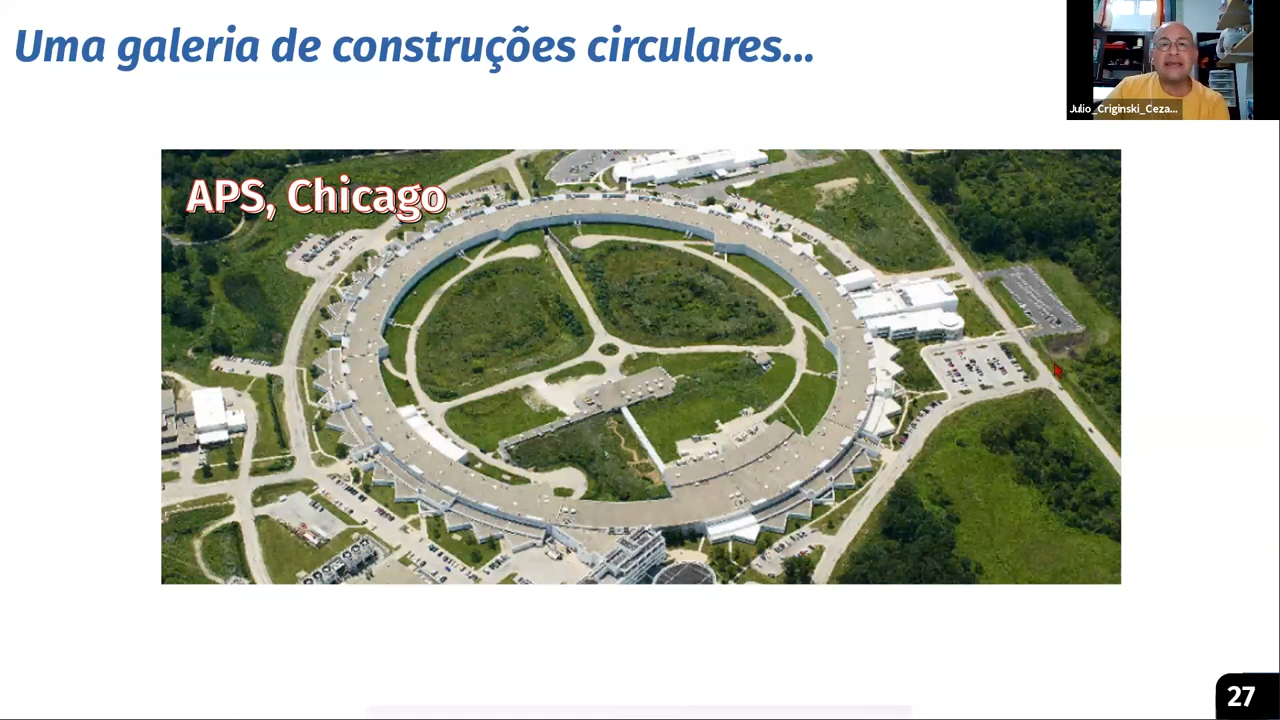 Uma galeria de construções circulares...
Julio_Criginski_Ceza...
APS, Chicago
27